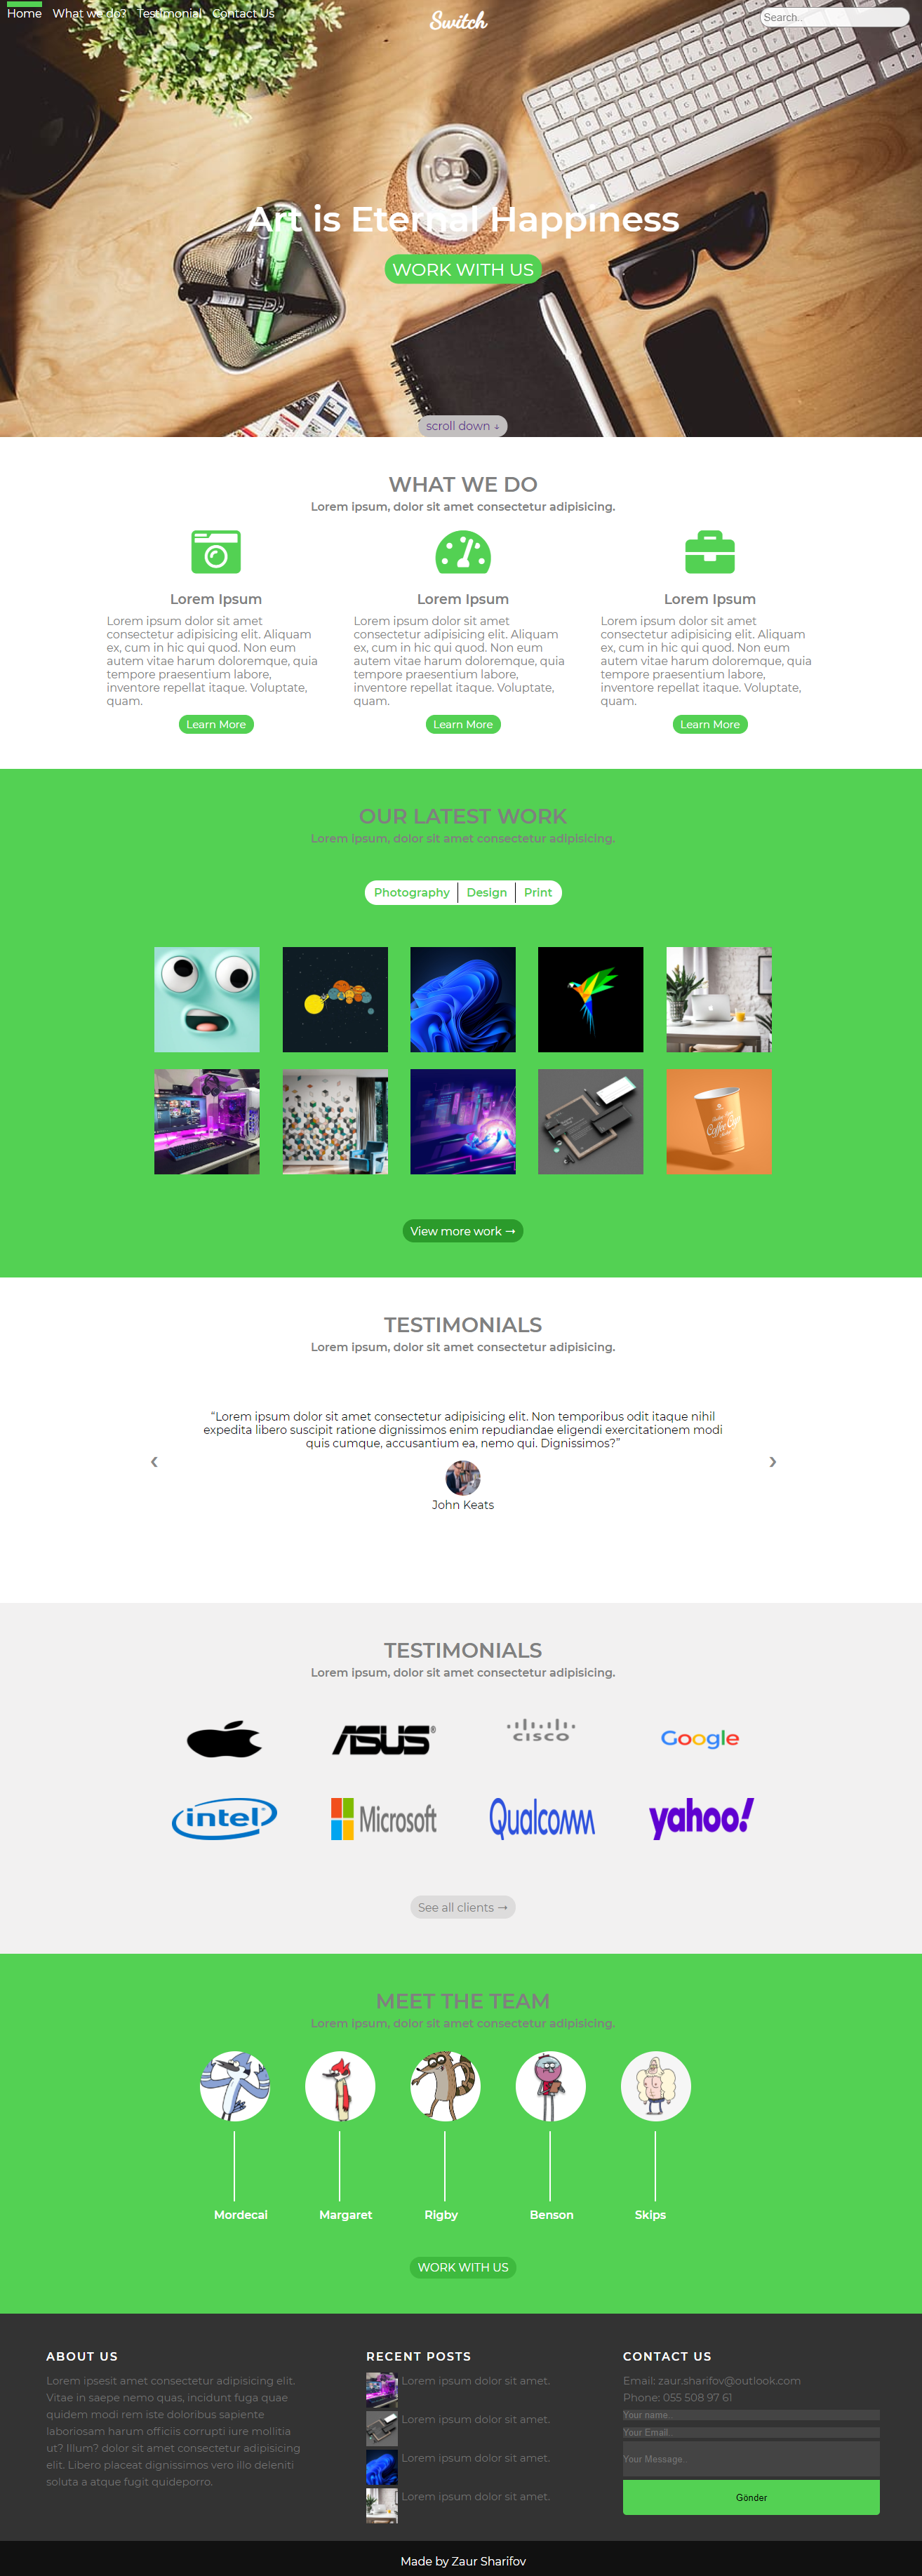 Home What we do? Testimonial Contact Us
Switch
Search..
Art is Eternal Happiness
WORK WITH US
scroll down ↓
WHAT WE DO
Lorem ipsum, dolor sit amet consectetur adipisicing.
Lorem Ipsum
Lorem ipsum dolor sit amet
consectetur adipisicing elit. Aliquam
ex, cum in hic qui quod. Non eum
autem vitae harum doloremque, quia
tempore praesentium labore,
inventore repellat itaque. Voluptate,
quam.
Learn More
Lorem Ipsum
Lorem ipsum dolor sit amet
consectetur adipisicing elit. Aliquam
ex, cum in hic qui quod. Non eum
autem vitae harum doloremque, quia
tempore praesentium labore,
inventore repellat itaque. Voluptate,
quam.
Learn More
Lorem Ipsum
Lorem ipsum dolor sit amet
consectetur adipisicing elit. Aliquam
ex, cum in hic qui quod. Non eum
autem vitae harum doloremque, quia
tempore praesentium labore,
inventore repellat itaque. Voluptate,
quam.
Learn More
OUR LATEST WORK
Lorem ipsum, dolor sit amet consectetur adipisicing.
Photography Design Print
Coffee Cup
View more work →
TESTIMONIALS
Lorem ipsum, dolor sit amet consectetur adipisicing.
“Lorem ipsum dolor sit amet consectetur adipisicing elit. Non temporibus odit itaque nihil
expedita libero suscipit ratione dignissimos enim repudiandae eligendi exercitationem modi
quis cumque, accusantium ea, nemo qui. Dignissimos?”
‹ ›
John Keats
TESTIMONIALS
Lorem ipsum, dolor sit amet consectetur adipisicing.
ASUS®
CISCO
Google
intel®
Microsoft
Qualcomm
yahoo!
See all clients →
MEET THE TEAM
Lorem ipsum, dolor sit amet consectetur adipisicing.
Mordecai
Margaret
Rigby
Benson
Skips
WORK WITH US
ABOUT US
Lorem ipsesit amet consectetur adipisicing elit.
Vitae in saepe nemo quas, incidunt fuga quae
quidem modi rem iste doloribus sapiente
laboriosam harum officiis corrupti iure mollitia
ut? Illum? dolor sit amet consectetur adipisicing
elit. Libero placeat dignissimos vero illo deleniti
soluta a atque fugit quideporro.
RECENT POSTS
Lorem ipsum dolor sit amet.
Lorem ipsum dolor sit amet.
Lorem ipsum dolor sit amet.
Lorem ipsum dolor sit amet.
CONTACT US
Email: zaur.sharifov@outlook.com
Phone: 055 508 97 61
Your name..
Your Email..
Your Message..
Gönder
Made by Zaur Sharifov